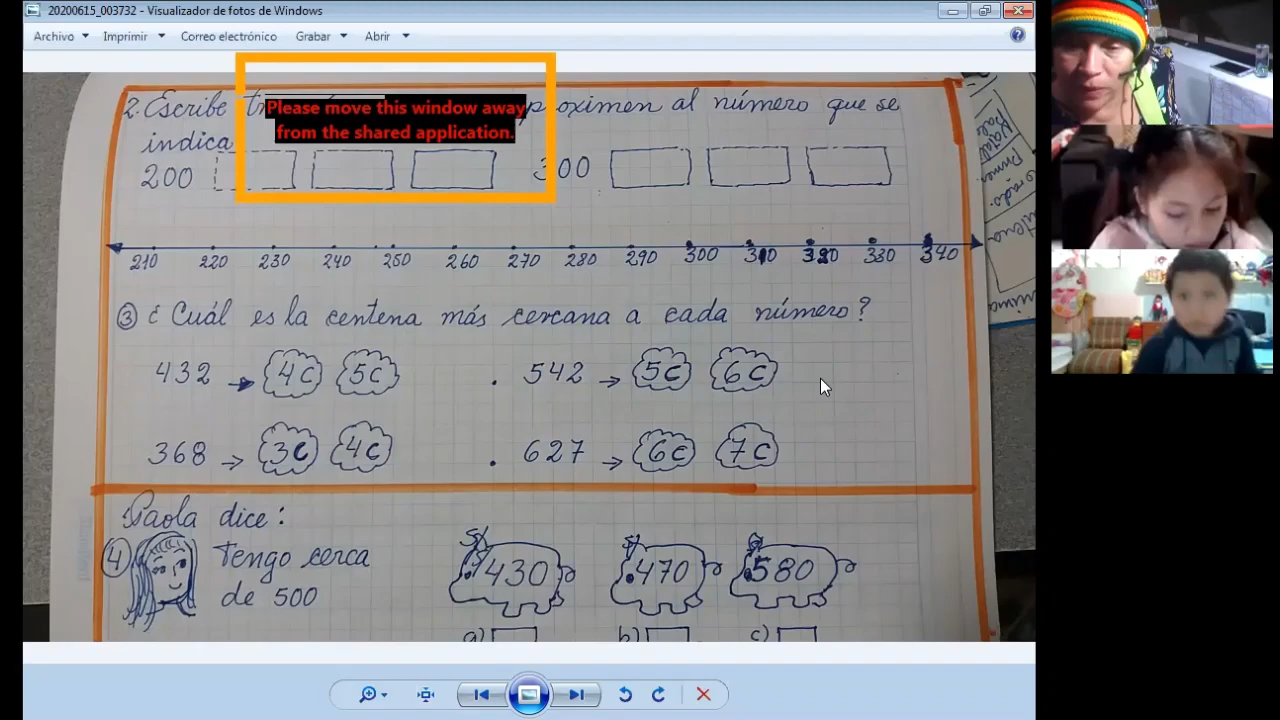 20200615_003732 - Visualizador de fotos de Windows
Archivo Imprimir Correo electrónico Grabar Abrir
2. Escribe
Please move this window away
from the shared application.
proximen al número que se
indica
200 300
210 220 230 240 250 260 270 280 290 300 310 320 330 340
③ ¿Cuál es la centena más cercana a cada número?
432 → 4C 5C . 542 → 5C 6C
368 → 3C 4C . 627 → 6C 7C
Paola dice:
④ Tengo cerca
de 500
S/ 430 S/ 470 580
a) b) c)